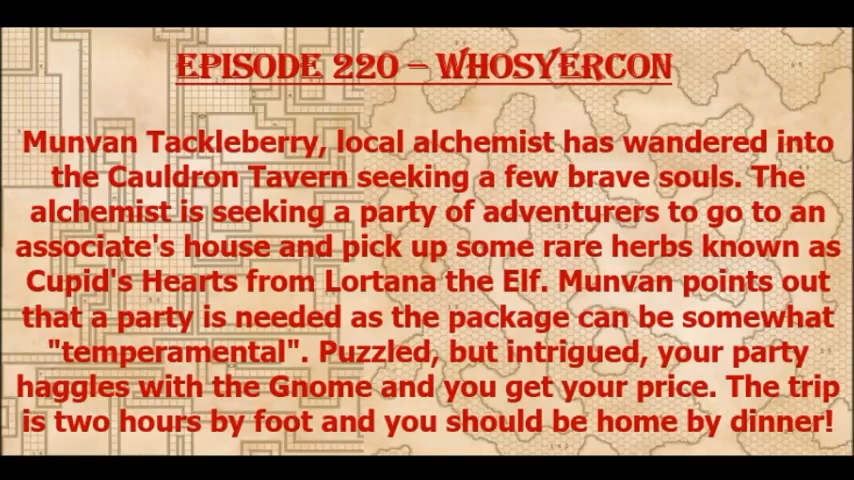 EPISODE 220 – WHOSYERCON
Munvan Tackleberry, local alchemist has wandered into
the Cauldron Tavern seeking a few brave souls. The
alchemist is seeking a party of adventurers to go to an
associate's house and pick up some rare herbs known as
Cupid's Hearts from Lortana the Elf. Munvan points out
that a party is needed as the package can be somewhat
"temperamental". Puzzled, but intrigued, your party
haggles with the Gnome and you get your price. The trip
is two hours by foot and you should be home by dinner!